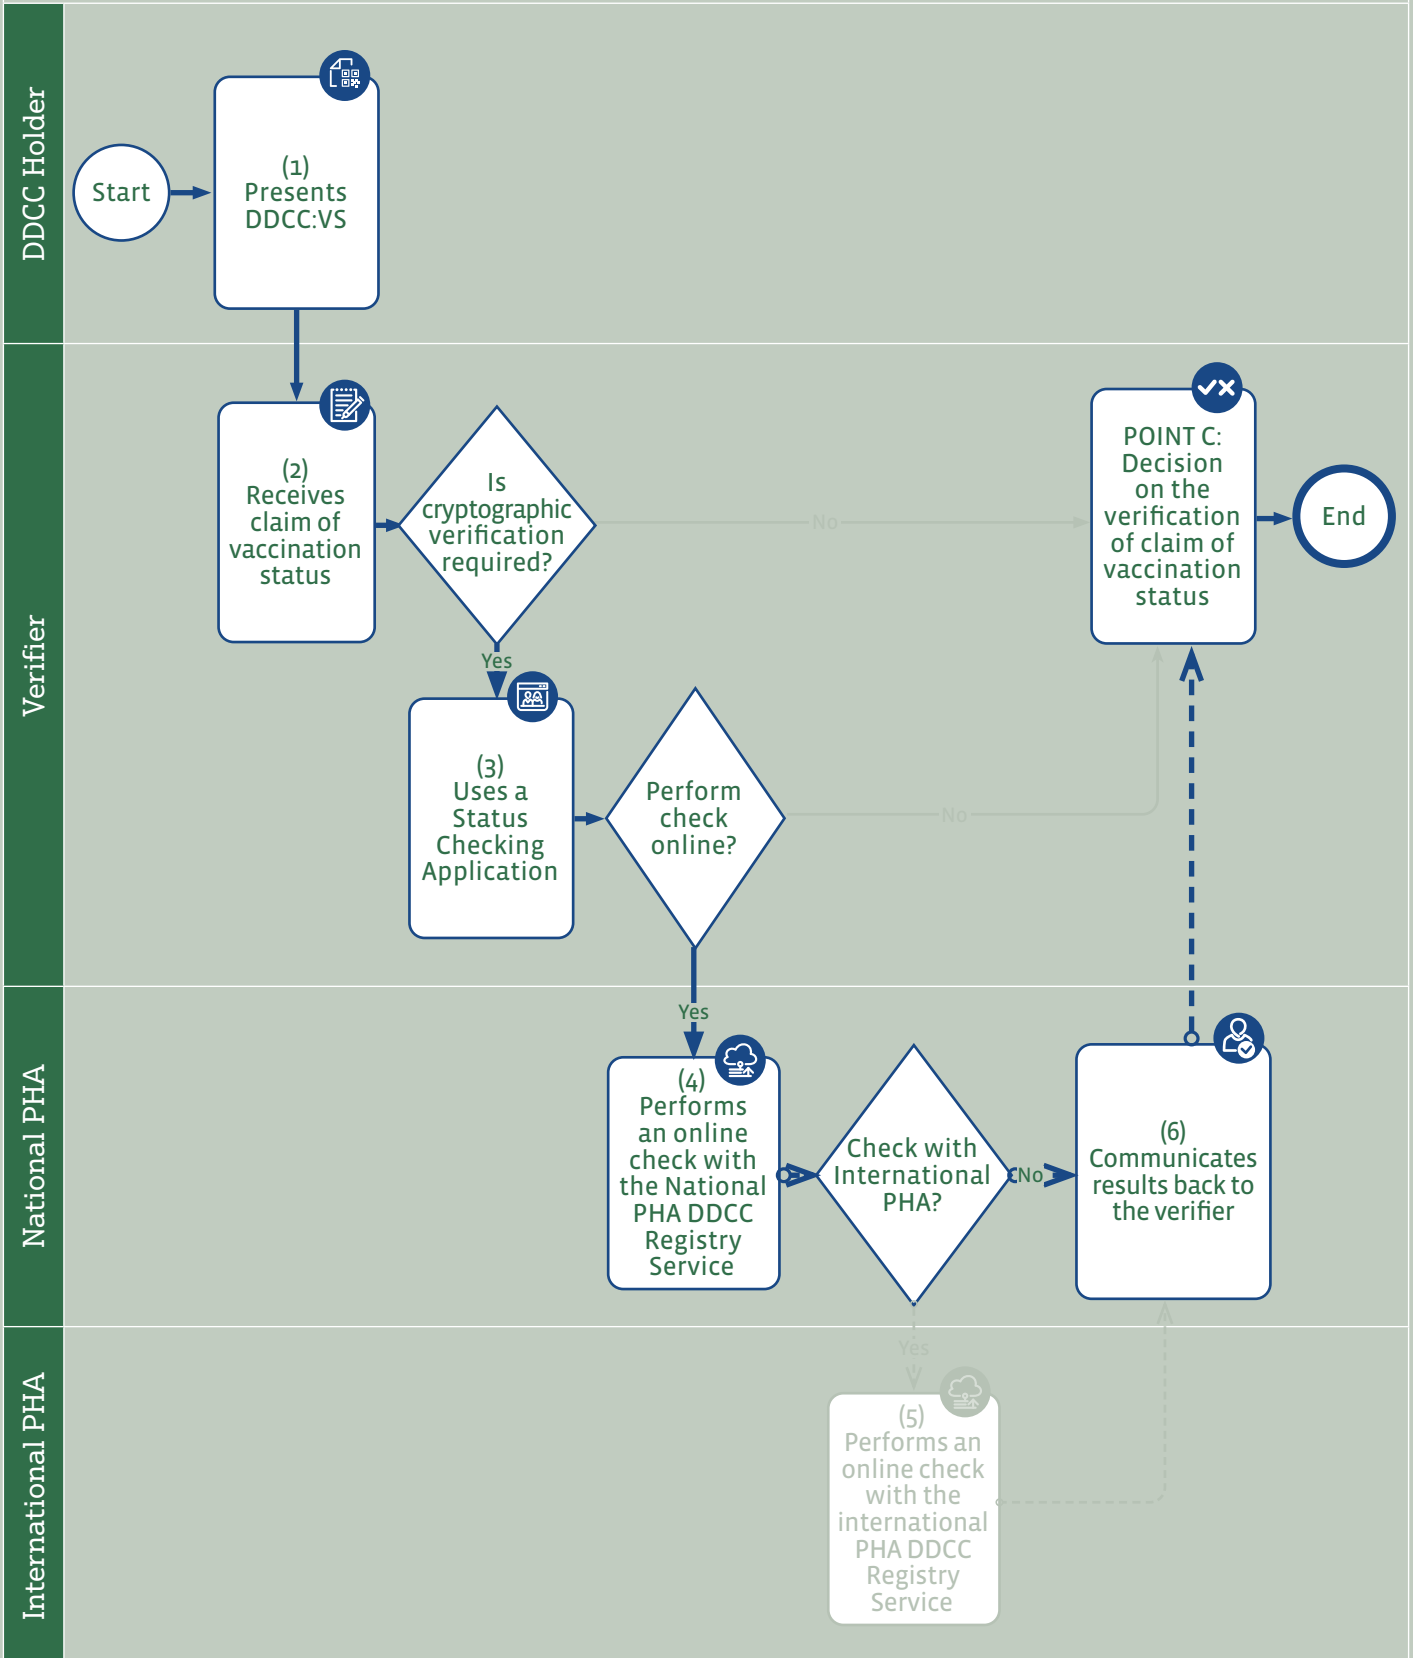 DDCC Holder
Start
(1)
Presents
DDCC:VS
Verifier
(2)
Receives
claim of
vaccination
status
Is
cryptographic
verification
required?
No
POINT C:
Decision
on the
verification
of claim of
vaccination
status
End
Yes
(3)
Uses a
Status
Checking
Application
Perform
check
online?
No
National PHA
Yes
(4)
Performs
an online
check with
the National
PHA DDCC
Registry
Service
Check with
International
PHA?
No
(6)
Communicates
results back to
the verifier
International PHA
Yes
(5)
Performs an
online check
with the
international
PHA DDCC
Registry
Service